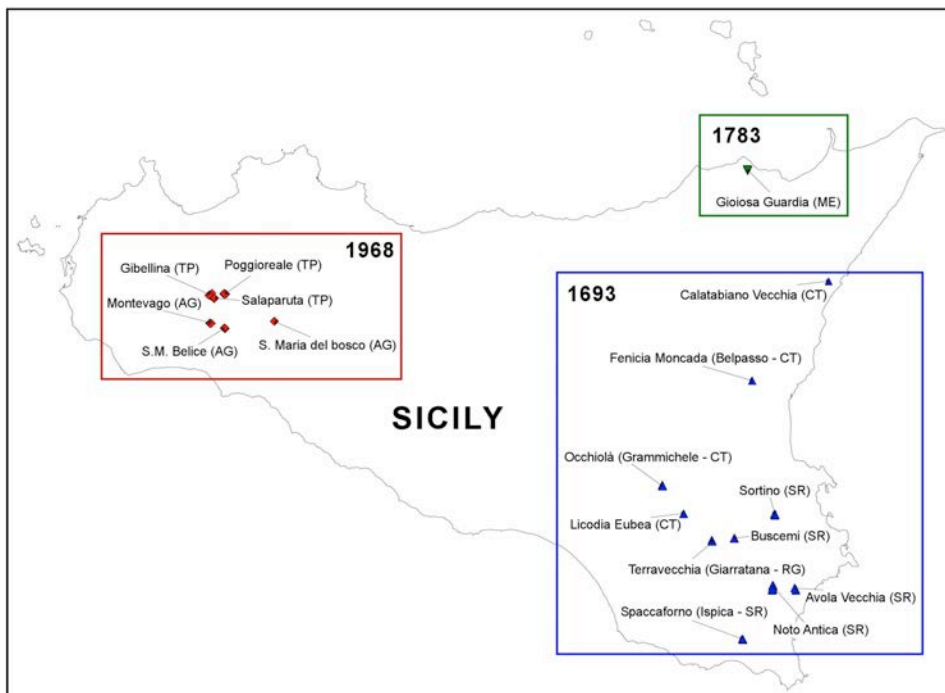 1783
Gioiosa Guardia (ME)
1968
Gibellina (TP)
Poggioreale (TP)
Montevago (AG)
Salaparuta (TP)
S.M. Belice (AG)
S. Maria del bosco (AG)
SICILY
1693
Calatabiano Vecchia (CT)
Fenicia Moncada (Belpasso - CT)
Occhiolà (Grammichele - CT)
Sortino (SR)
Licodia Eubea (CT)
Buscemi (SR)
Terravecchia (Giarratana - RG)
Avola Vecchia (SR)
Spaccaforno (Ispica - SR)
Noto Antica (SR)